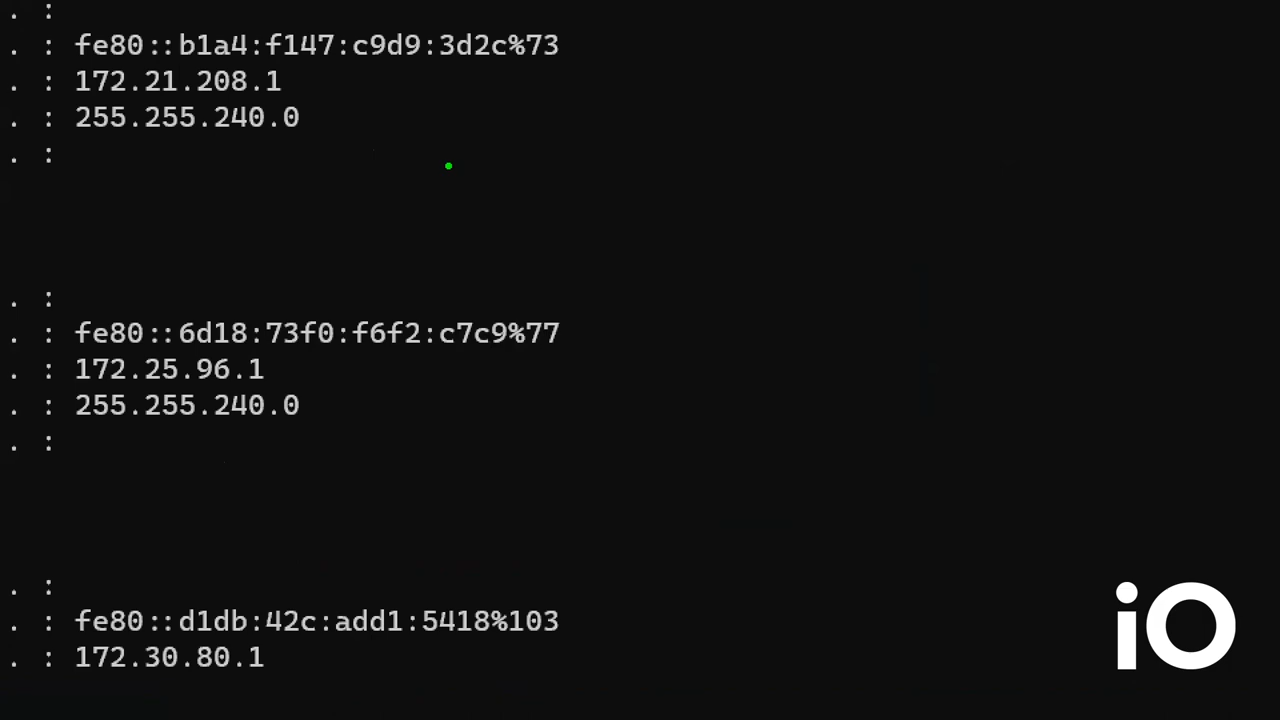 . :
. : fe80::b1a4:f147:c9d9:3d2c%73
. : 172.21.208.1
. : 255.255.240.0
. :
. :
. : fe80::6d18:73f0:f6f2:c7c9%77
. : 172.25.96.1
. : 255.255.240.0
. :
. :
. : fe80::d1db:42c:add1:5418%103
. : 172.30.80.1
iO